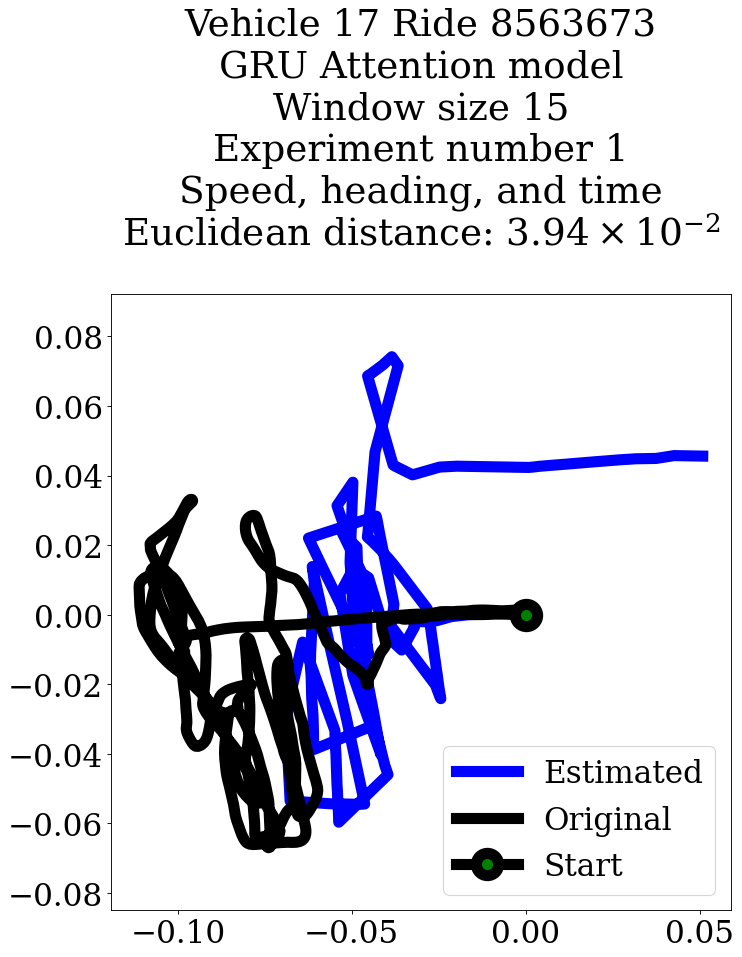 Vehicle 17 Ride 8563673
GRU Attention model
Window size 15
Experiment number 1
Speed, heading, and time
Euclidean distance: 3.94 × 10⁻²
0.08
0.06
0.04
0.02
0.00
−0.02
−0.04
−0.06
−0.08
Estimated
Original
Start
−0.10 −0.05 0.00 0.05